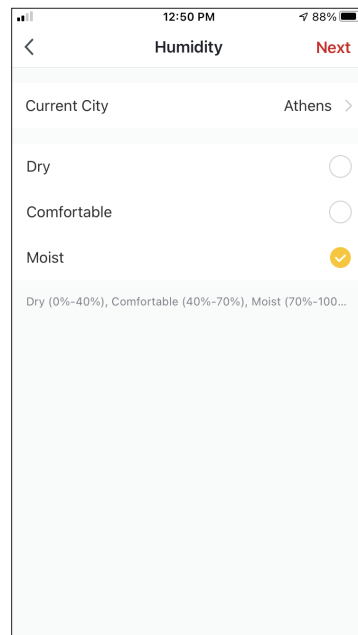 12:50 PM 88%
Humidity Next
Current City Athens
Dry
Comfortable
Moist
Dry (0%-40%), Comfortable (40%-70%), Moist (70%-100...